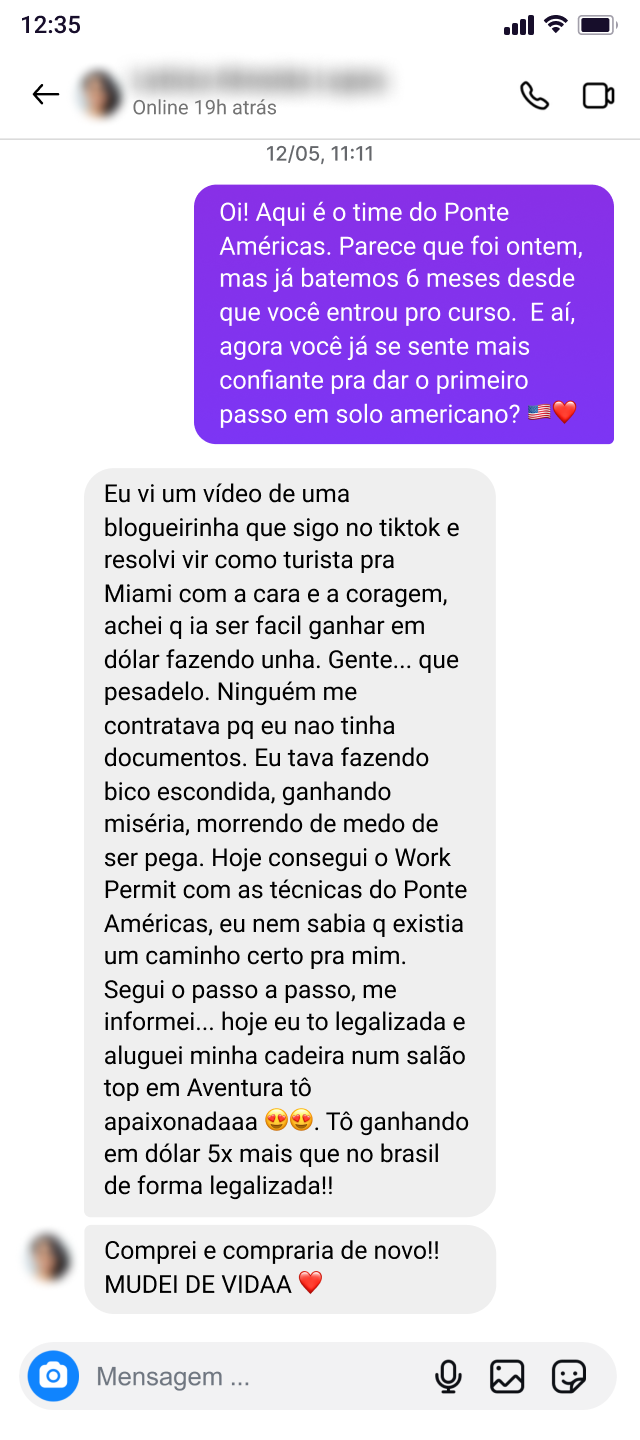 12:35
Online 19h atrás
12/05, 11:11
Oi! Aqui é o time do Ponte
Américas. Parece que foi ontem,
mas já batemos 6 meses desde
que você entrou pro curso.  E aí,
agora você já se sente mais
confiante pra dar o primeiro
passo em solo americano? 🇺🇸❤️
Eu vi um vídeo de uma
blogueirinha que sigo no tiktok e
resolvi vir como turista pra
Miami com a cara e a coragem,
achei q ia ser facil ganhar em
dólar fazendo unha. Gente... que
pesadelo. Ninguém me
contratava pq eu nao tinha
documentos. Eu tava fazendo
bico escondida, ganhando
miséria, morrendo de medo de
ser pega. Hoje consegui o Work
Permit com as técnicas do Ponte
Américas, eu nem sabia q existia
um caminho certo pra mim.
Segui o passo a passo, me
informei... hoje eu to legalizada e
aluguei minha cadeira num salão
top em Aventura tô
apaixonadaaa 😍😍. Tô ganhando
em dólar 5x mais que no brasil
de forma legalizada!!
Comprei e compraria de novo!!
MUDEI DE VIDAA ❤️
Mensagem ...